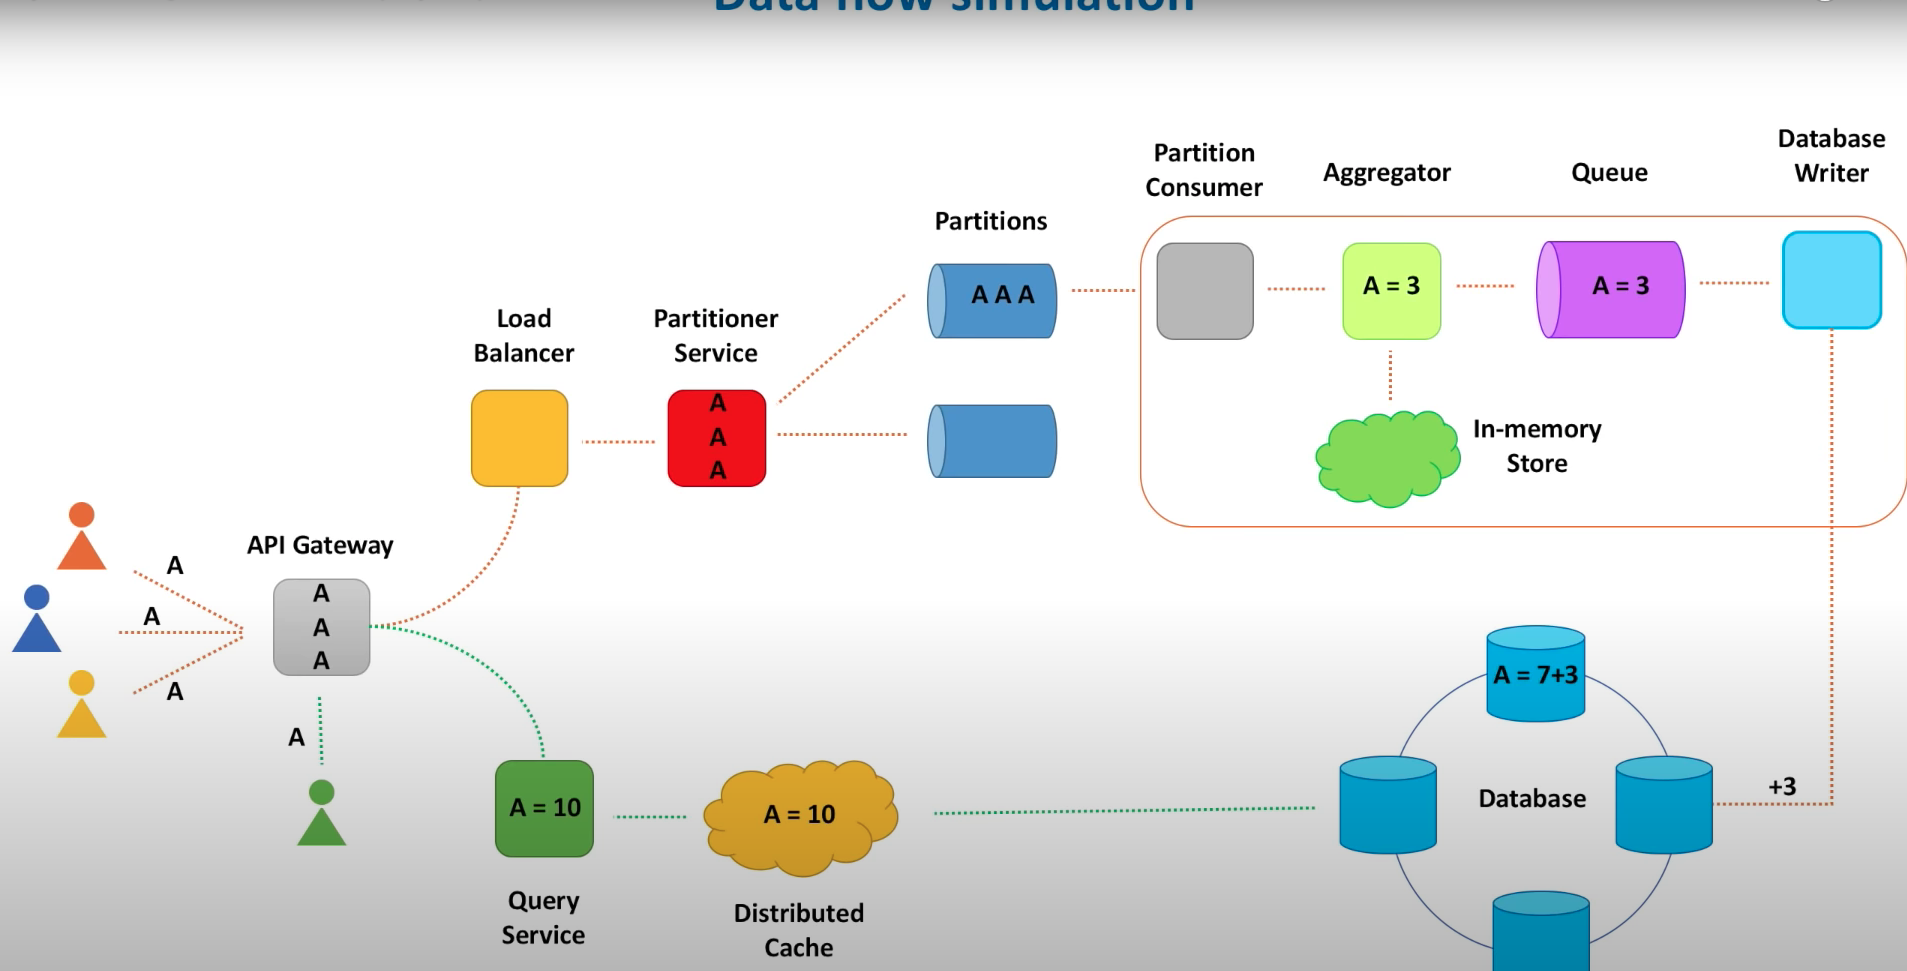 Data flow simulation
Database
Writer
Partition
Consumer
Aggregator
Queue
Partitions
A A A
A = 3
A = 3
Load
Balancer
Partitioner
Service
A
A
A
In-memory
Store
API Gateway
A
A
A
A
A
A
A
A = 7+3
Database
+3
A = 10
A = 10
Query
Service
Distributed
Cache